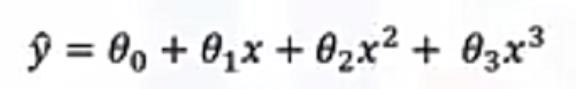 ŷ = θ₀ + θ₁x + θ₂x² + θ₃x³